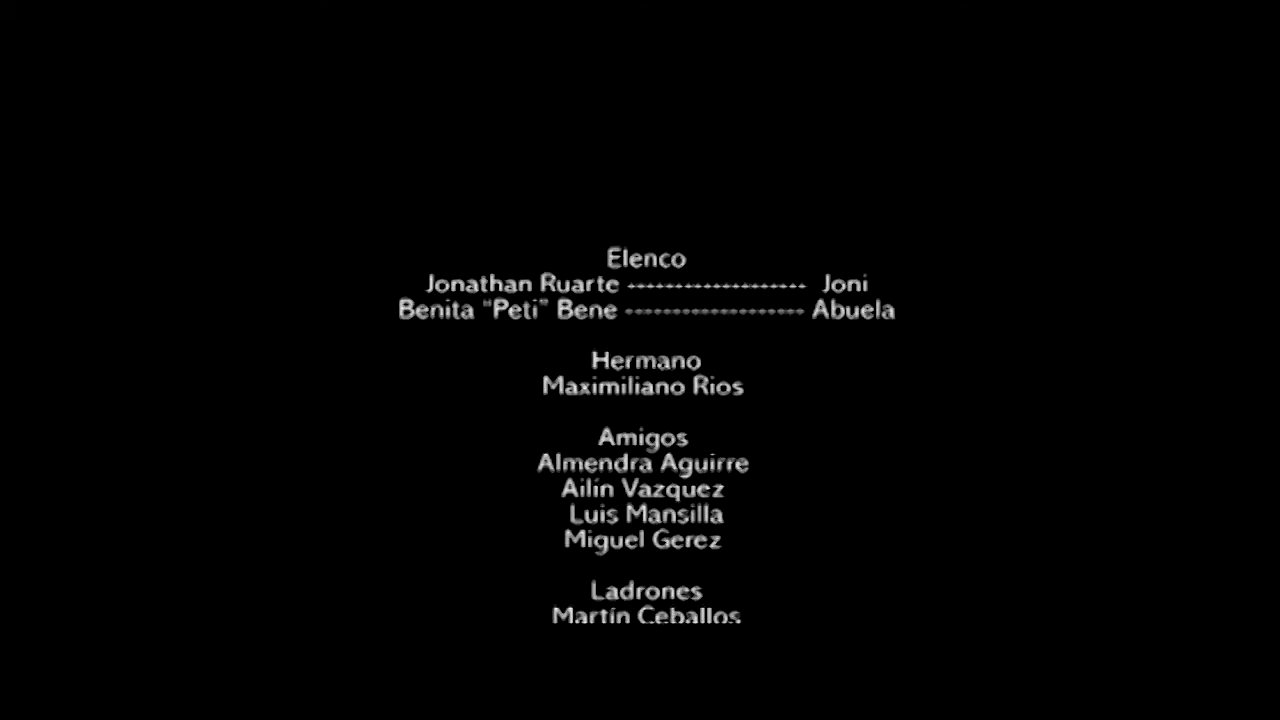 Elenco
Jonathan Ruarte -------------------- Joni
Benita “Peti” Bene -------------------- Abuela
Hermano
Maximiliano Rios
Amigos
Almendra Aguirre
Ailín Vazquez
Luis Mansilla
Miguel Gerez
Ladrones
Martín Ceballos